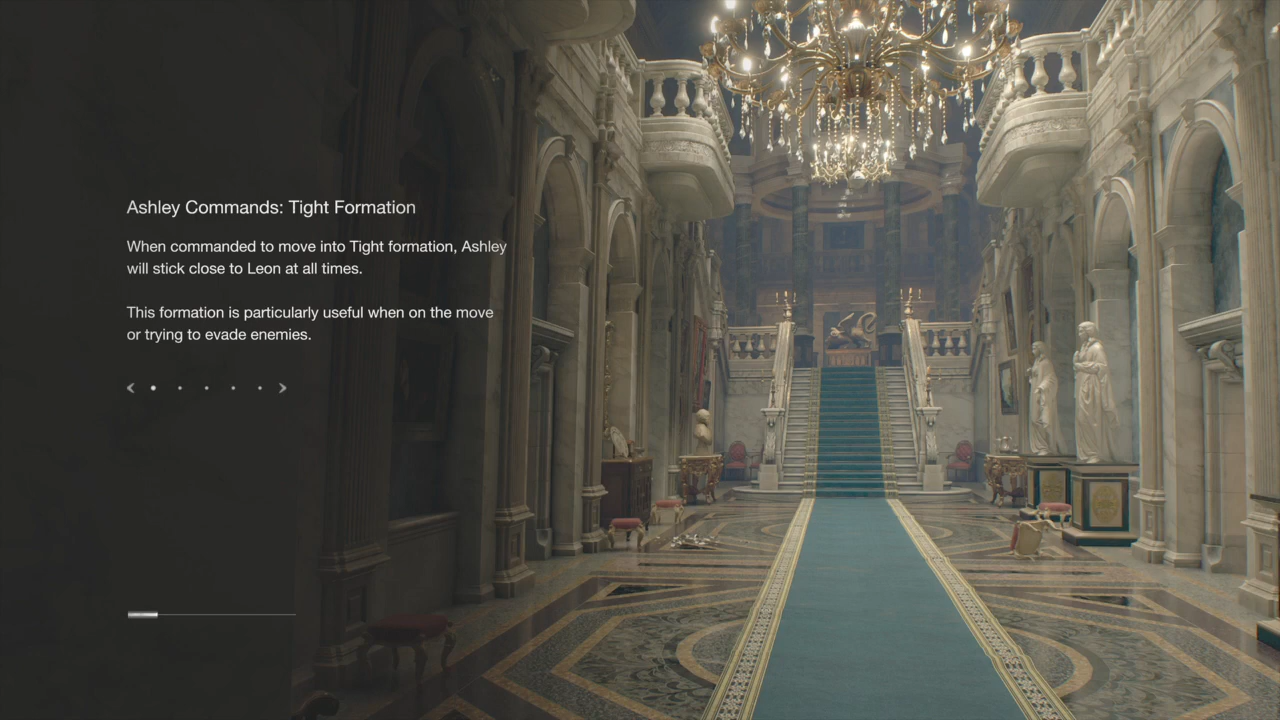 Ashley Commands: Tight Formation
When commanded to move into Tight formation, Ashley
will stick close to Leon at all times.
This formation is particularly useful when on the move
or trying to evade enemies.